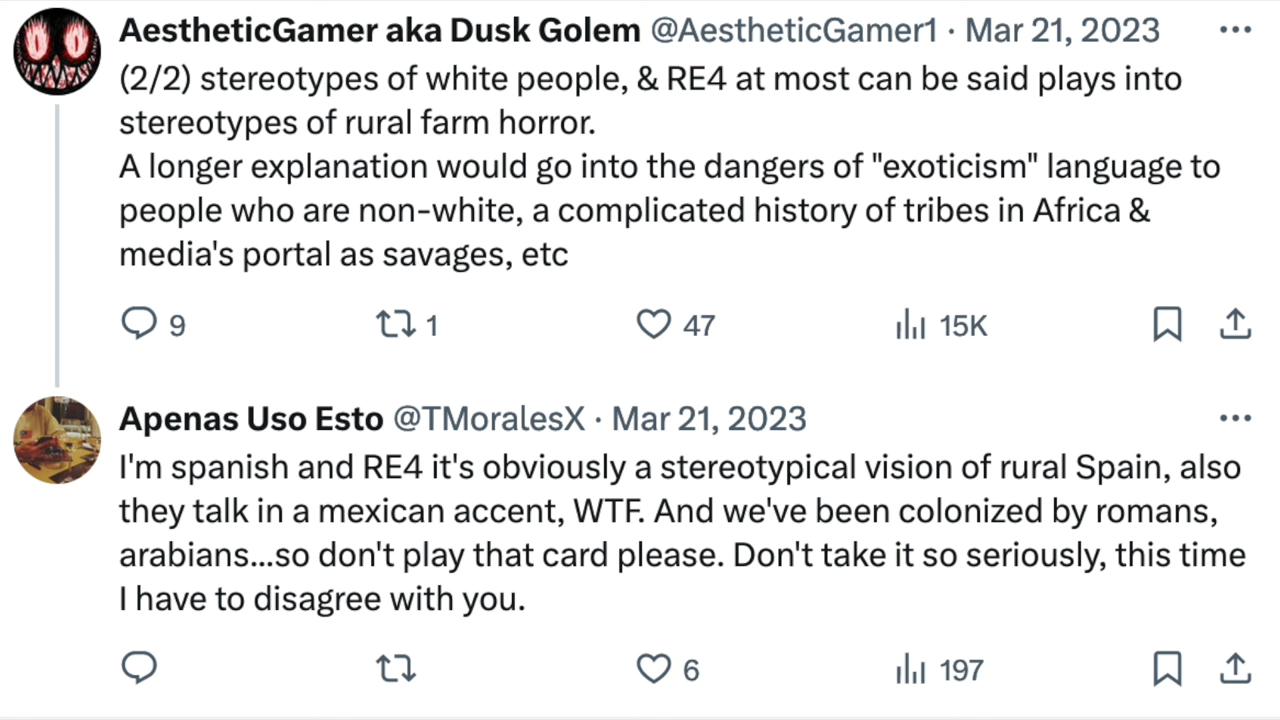 AestheticGamer aka Dusk Golem @AestheticGamer1 · Mar 21, 2023
(2/2) stereotypes of white people, & RE4 at most can be said plays into
stereotypes of rural farm horror.
A longer explanation would go into the dangers of "exoticism" language to
people who are non-white, a complicated history of tribes in Africa &
media's portal as savages, etc
9 1 47 15K
Apenas Uso Esto @TMoralesX · Mar 21, 2023
I'm spanish and RE4 it's obviously a stereotypical vision of rural Spain, also
they talk in a mexican accent, WTF. And we've been colonized by romans,
arabians...so don't play that card please. Don't take it so seriously, this time
I have to disagree with you.
6 197